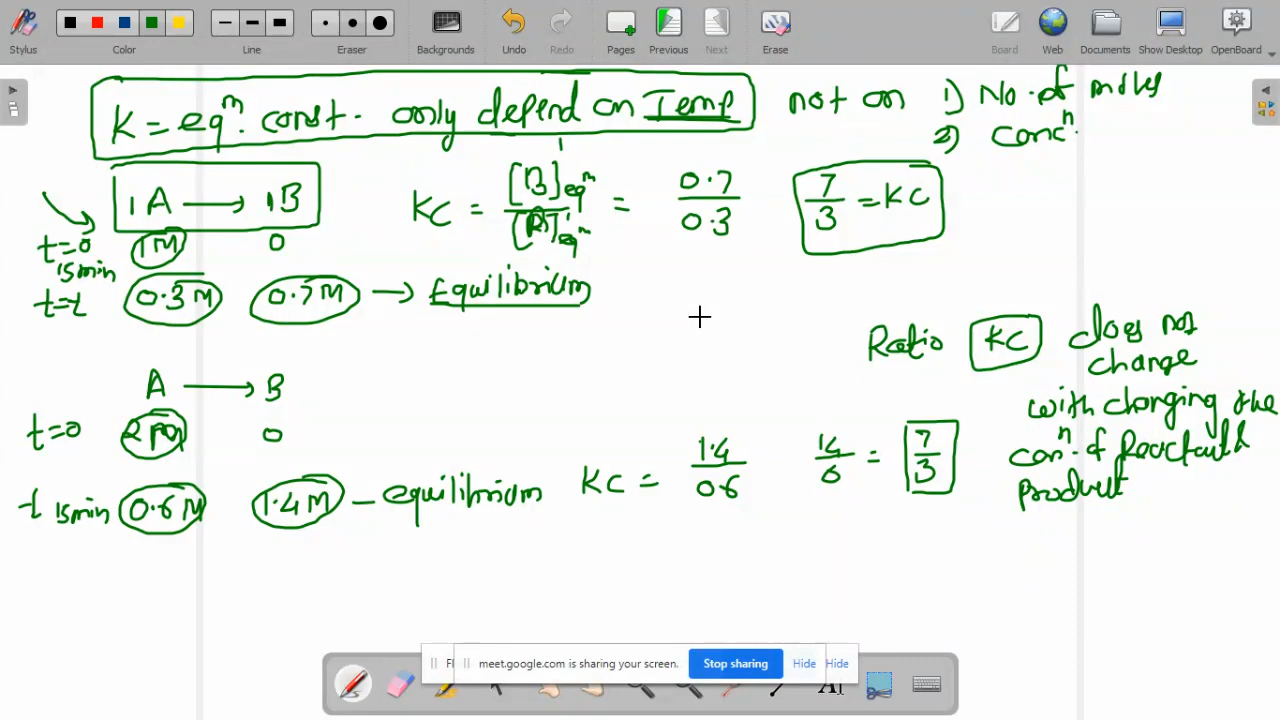 Stylus Color Line Eraser Backgrounds Undo Redo Pages Previous Next Erase Board Web Documents Show Desktop OpenBoard
K = eqm. const. only depend on Temp not on 1) No. of moles
2) concn.
1A → 1B KC = [B]eqm / [A]1eqm = 0.7/0.3 7/3 = KC
t=0 1M 0
15min
t=t 0.3M 0.7M → Equilibrium
Ratio KC does not
change
with changing the
con.n of Reactant &
product
A → B
t=0 0
t 15min 0.6M 1.4M – equilibrium KC = 1.4/0.6 14/6 = 7/3
meet.google.com is sharing your screen. Stop sharing Hide Hide